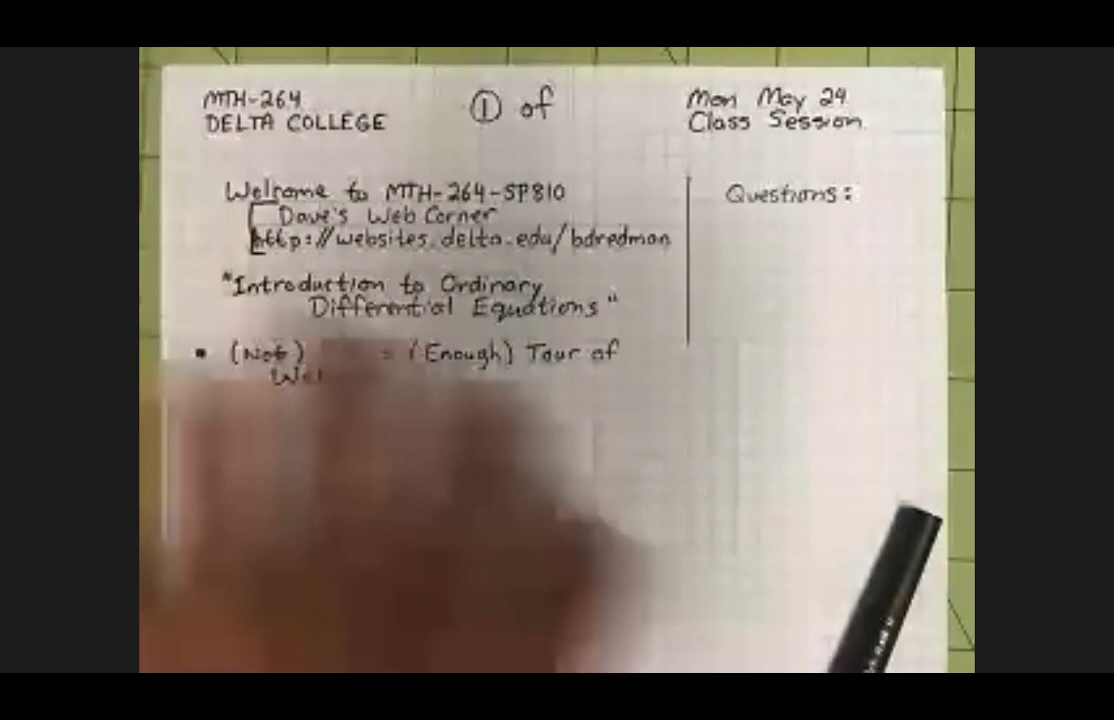 MTH-264
DELTA COLLEGE
① of
Mon May 24
Class Session
Welcome to MTH-264-SP810
Dave's Web Corner
http://websites.delta.edu/bdredman
"Introduction to Ordinary
Differential Equations"
• (Not) = (Enough) Tour of
Questions: